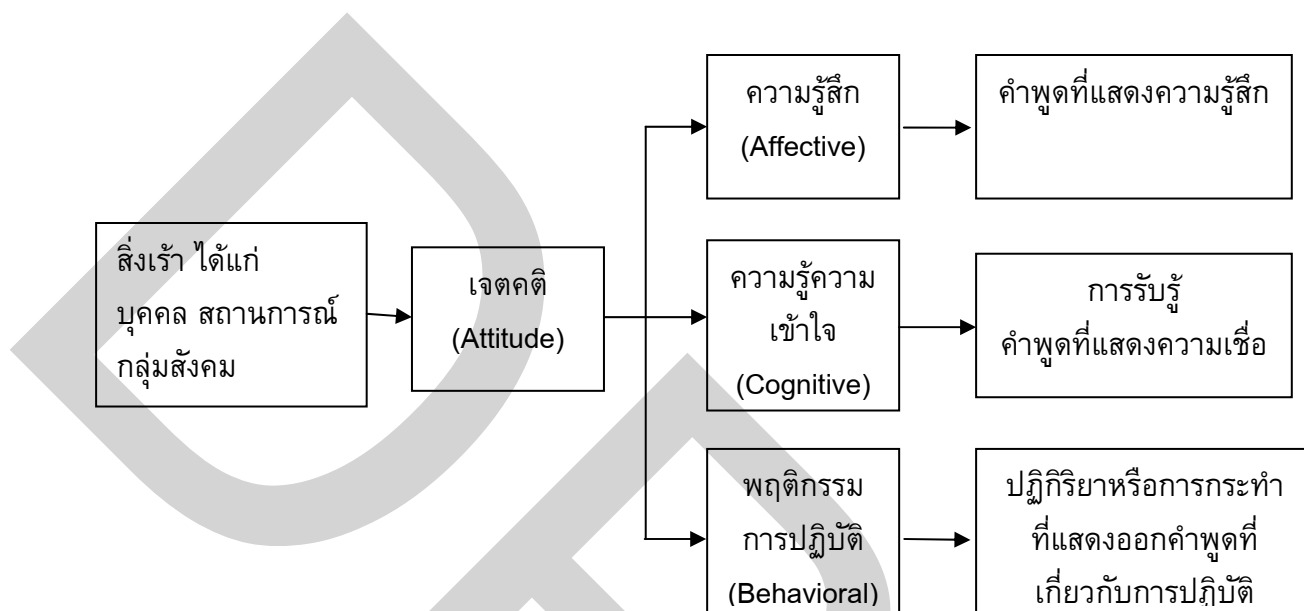 สิ่งเร้า ได้แก่
บุคคล สถานการณ์
กลุ่มสังคม
เจตคติ
(Attitude)
ความรู้สึก
(Affective)
คำพูดที่แสดงความรู้สึก
ความรู้ความ
เข้าใจ
(Cognitive)
การรับรู้
คำพูดที่แสดงความเชื่อ
พฤติกรรม
การปฏิบัติ
(Behavioral)
ปฏิกิริยาหรือการกระทำ
ที่แสดงออกคำพูดที่
เกี่ยวกับการปฏิบัติ